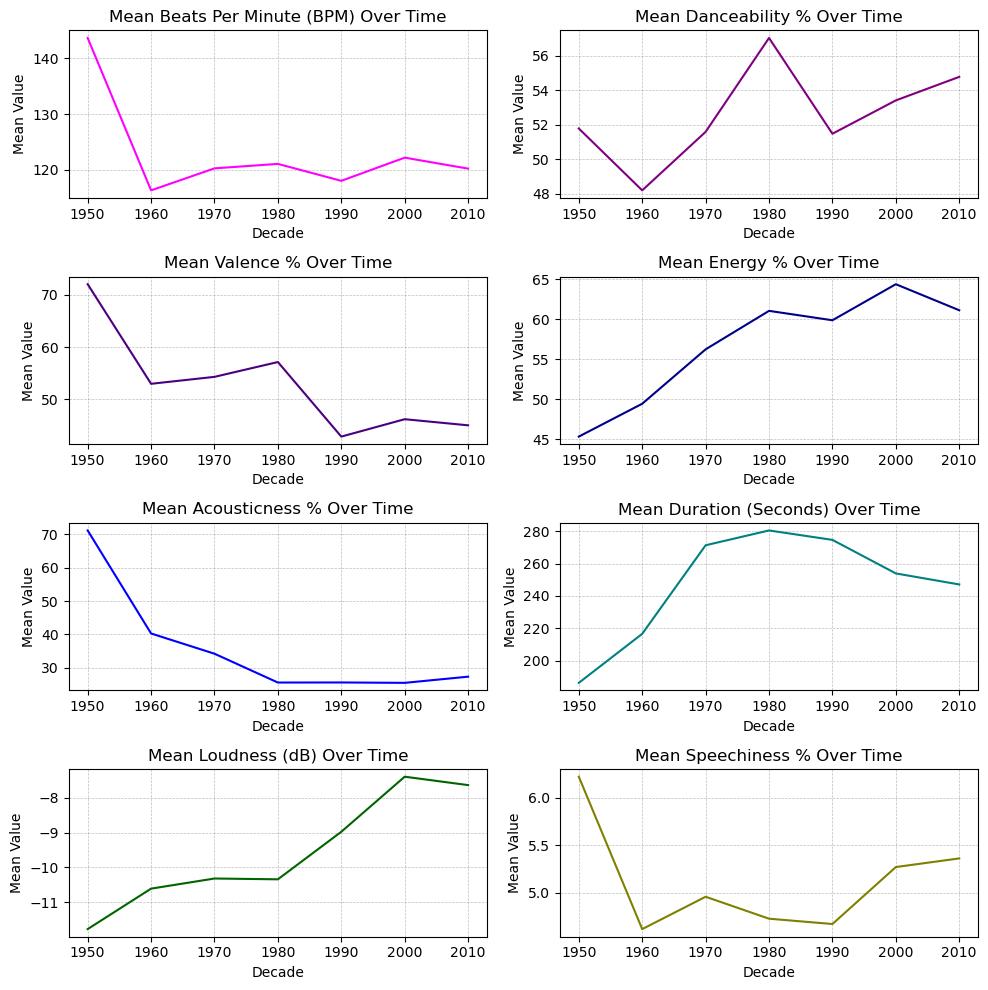 Mean Beats Per Minute (BPM) Over Time
Mean Value
140
130
120
1950 1960 1970 1980 1990 2000 2010
Decade
Mean Danceability % Over Time
Mean Value
56
54
52
50
48
1950 1960 1970 1980 1990 2000 2010
Decade
Mean Valence % Over Time
Mean Value
70
60
50
1950 1960 1970 1980 1990 2000 2010
Decade
Mean Energy % Over Time
Mean Value
65
60
55
50
45
1950 1960 1970 1980 1990 2000 2010
Decade
Mean Acousticness % Over Time
Mean Value
70
60
50
40
30
1950 1960 1970 1980 1990 2000 2010
Decade
Mean Duration (Seconds) Over Time
Mean Value
280
260
240
220
200
1950 1960 1970 1980 1990 2000 2010
Decade
Mean Loudness (dB) Over Time
Mean Value
−8
−9
−10
−11
1950 1960 1970 1980 1990 2000 2010
Decade
Mean Speechiness % Over Time
Mean Value
6.0
5.5
5.0
1950 1960 1970 1980 1990 2000 2010
Decade